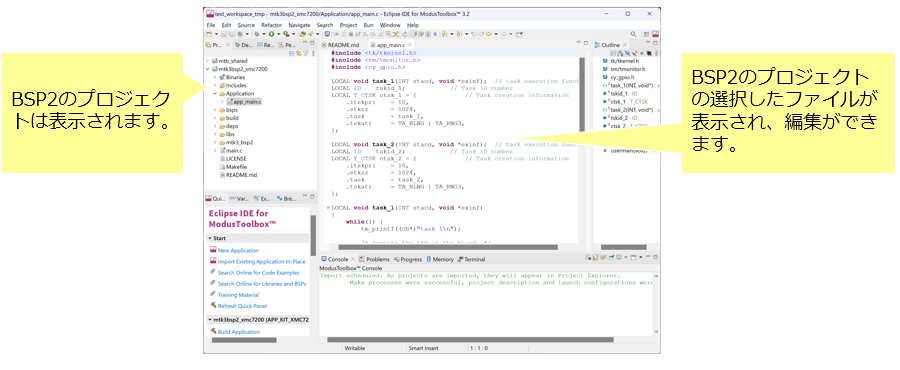 test_workspace_tmp - mtk3bsp2_xmc7200/Application/app_main.c - Eclipse IDE for ModusToolbox™ 3.2
File Edit Source Refactor Navigate Search Project Run Window Help
Pr... De... Re... Pe...
mtb_shared
mtk3bsp2_xmc7200
Binaries
Includes
Application
app_main.c
bsps
build
deps
libs
mtk3_bsp2
main.c
LICENSE
Makefile
README.md
BSP2のプロジェク
トは表示されます。
README.md app_main.c
#include <tk/tkernel.h>
#include <tm/tmonitor.h>
#include <cy_gpio.h>
LOCAL void task_1(INT stacd, void *exinf); // task execution func
LOCAL ID tskid_1; // Task ID number
LOCAL T_CTSK ctsk_1 = { // Task creation information
.itskpri = 10,
.stksz = 1024,
.task = task_1,
.tskatr = TA_HLNG | TA_RNG3,
};
LOCAL void task_2(INT stacd, void *exinf); // task execution func
LOCAL ID tskid_2; // Task ID number
LOCAL T_CTSK ctsk_2 = { // Task creation information
.itskpri = 10,
.stksz = 1024,
.task = task_2,
.tskatr = TA_HLNG | TA_RNG3,
};
LOCAL void task_1(INT stacd, void *exinf)
{
while(1) {
tm_printf((UB*)"task 1\n");
Outline
tk/tkernel.h
tm/tmonitor.h
cy_gpio.h
task_1(INT, void*) : v
tskid_1 : ID
ctsk_1 : T_CTSK
task_2(INT, void*) : v
tskid_2 : ID
ctsk_2 : T_CTSK
usermain(void)
BSP2のプロジェクト
の選択したファイルが
表示され、編集ができ
ます。
Qui... Var... Ex... Bre...
Eclipse IDE for
ModusToolbox™
Start
New Application
Import Existing Application In-Place
Search Online for Code Examples
Search Online for Libraries and BSPs
Training Material
Refresh Quick Panel
mtk3bsp2_xmc7200 (APP_KIT_XMC72
Build Application
Console Problems Progress Memory Terminal
ModusToolbox™ Console
import scheduled. As projects are imported, they will appear in Project Explorer.
Make processes were successful, project description and launch configurations were
Writable Smart Insert 1 : 1 : 0